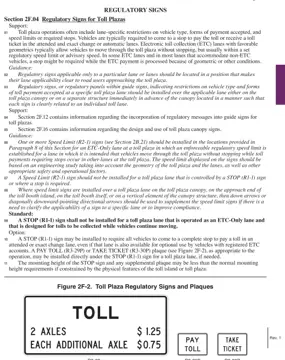 REGULATORY SIGNS
Section 2F.04 Regulatory Signs for Toll Plazas
Support:
Toll plaza operations often include lane-specific restrictions on vehicle type, forms of payment accepted, and
speed limits or required stops. Vehicles are typically required to come to a stop to pay the toll or receive a toll
ticket in the attended and exact change or automatic lanes. Electronic toll collection (ETC) lanes with favorable
geometrics typically allow vehicles to move through the toll plaza without stopping, but usually within a set
regulatory speed limit or advisory speed. In some ETC lanes and in most lanes that accommodate non-ETC
vehicles, a stop might be required while the ETC payment is processed because of geometric or other conditions.
Guidance:
Regulatory signs applicable only to a particular lane or lanes should be located in a position that makes
their lane applicability clear to road users approaching the toll plaza.
Regulatory signs, or regulatory panels within guide signs, indicating restrictions on vehicle type and forms
of toll payment accepted at a specific toll plaza lane should be installed over the applicable lane either on the
toll plaza canopy or on a separate structure immediately in advance of the canopy located in a manner such that
each sign is clearly related to an individual toll lane.
Support:
Section 2F.12 contains information regarding the incorporation of regulatory messages into guide signs for
toll plazas.
Section 2F.16 contains information regarding the design and use of toll plaza canopy signs.
Guidance:
One or more Speed Limit (R2-1) signs (see Section 2B.21) should be installed in the locations provided in
Paragraph 8 of this Section for an ETC-Only lane at a toll plaza in which an enforceable regulatory speed limit is
established for a lane in which it is intended that vehicles move through the toll plaza without stopping while toll
payments requiring stops occur in other lanes at the toll plaza. The speed limit displayed on the signs should be
based on an engineering study taking into account the geometry of the toll plaza and the lanes, as well as other
appropriate safety and operational factors.
A Speed Limit (R2-1) sign should not be installed for a toll plaza lane that is controlled by a STOP (R1-1) sign
or where a stop is required.
Where speed limit signs are installed over a toll plaza lane on the toll plaza canopy, on the approach end of
the toll booth island, on the toll booth itself, or on a vertical element of the canopy structure, then down arrows or
diagonally downward-pointing directional arrows should be used to supplement the speed limit signs if there is a
need to clarify the applicability of a sign to a specific lane or to improve compliance.
Standard:
A STOP (R1-1) sign shall not be installed for a toll plaza lane that is operated as an ETC-Only lane and
that is designed for tolls to be collected while vehicles continue moving.
Option:
A STOP (R1-1) sign may be installed to require all vehicles to come to a complete stop to pay a toll in an
attended or exact change lane, even if that lane is also available for optional use by vehicles with registered ETC
accounts. A PAY TOLL (R3-29P) or TAKE TICKET (R3-30P) plaque (see Figure 2F-2), as appropriate to the
operation, may be installed directly under the STOP (R1-1) sign for a toll plaza lane, if needed.
The mounting height of the STOP sign and any supplemental plaque may be less than the normal mounting
height requirements if constrained by the physical features of the toll island or toll plaza.
Figure 2F-2. Toll Plaza Regulatory Signs and Plaques
TOLL
2 AXLES $1.25
EACH ADDITIONAL AXLE $0.75
PAY
TOLL
TAKE
TICKET
Rev. 1